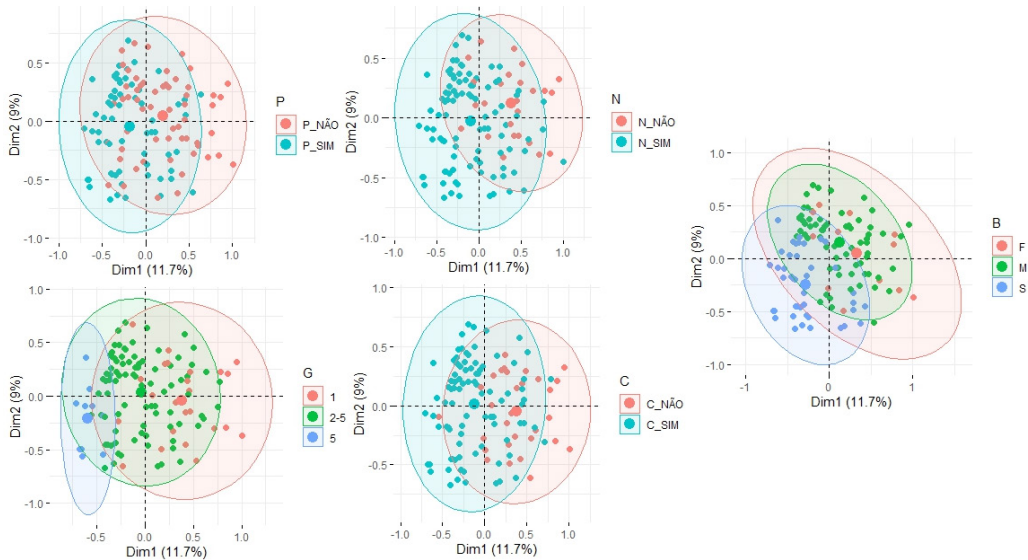 0.5
0.0
-0.5
-1.0
Dim2 (9%)
-1.0 -0.5 0.0 0.5 1.0
Dim1 (11.7%)
P
P_NÃO
P_SIM
0.5
0.0
-0.5
-1.0
Dim2 (9%)
-1.0 -0.5 0.0 0.5 1.0
Dim1 (11.7%)
N
N_NÃO
N_SIM
1.0
0.5
0.0
-0.5
-1.0
Dim2 (9%)
-1 0 1
Dim1 (11.7%)
B
F
M
S
1.0
0.5
0.0
-0.5
-1.0
Dim2 (9%)
-0.5 0.0 0.5 1.0
Dim1 (11.7%)
G
1
2-5
5
1.0
0.5
0.0
-0.5
Dim2 (9%)
-1.0 -0.5 0.0 0.5 1.0
Dim1 (11.7%)
C
C_NÃO
C_SIM